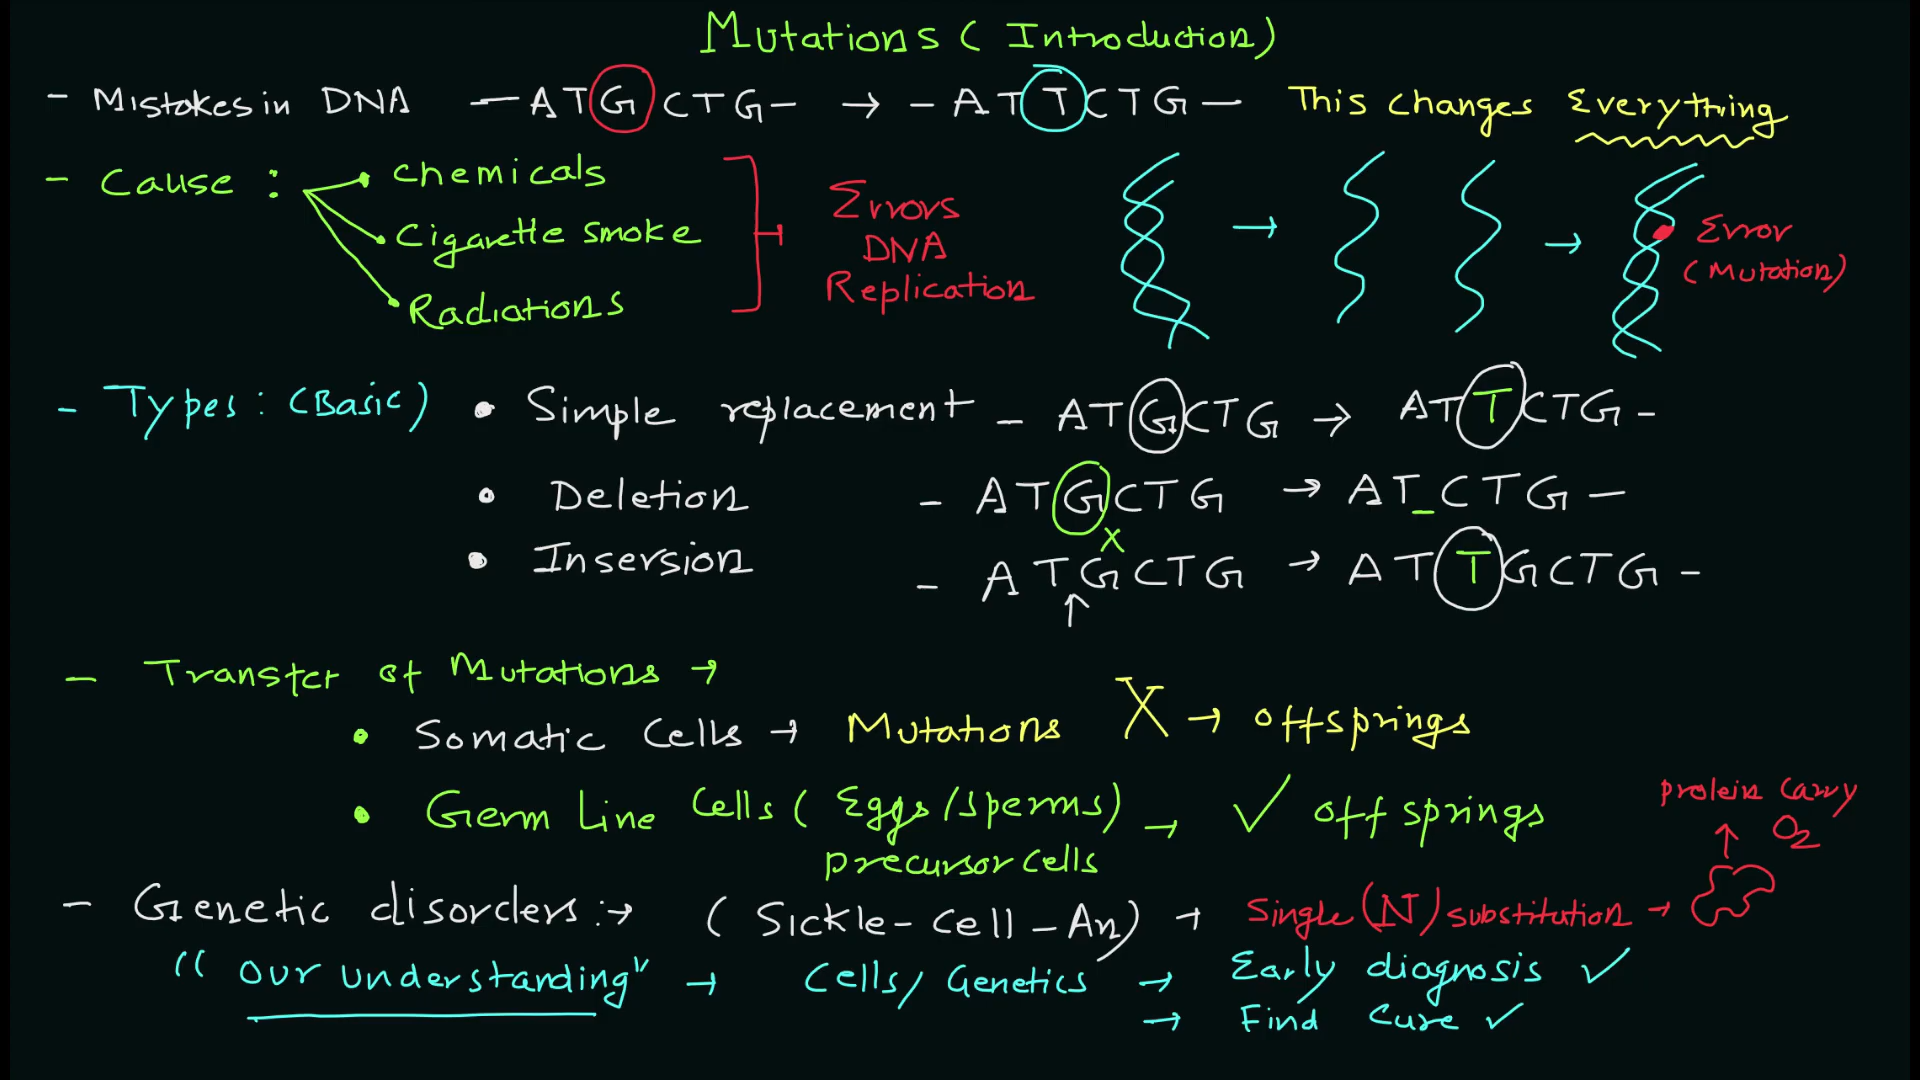 Mutations ( Introduction)
- Mistakes in DNA — ATGCTG- → - ATTCTG — This changes Everything
- Cause : chemicals
Cigarette smoke
Radiations
Errors
DNA
Replication
Error
(Mutation)
- Types : (Basic) • Simple replacement - ATGCTG → ATTCTG -
• Deletion - ATGCTG → AT_CTG —
X
• Insersion - ATGCTG → ATTGCTG -
- Transfer of Mutations →
• Somatic Cells → Mutations X → offsprings
• Germ Line Cells ( Eggs/sperms) → ✓ offsprings
precursor cells
protein carry
O2
- Genetic disorders :→ ( Sickle-cell-An) → Single (N) substitution →
"Our understanding" → Cells/ Genetics → Early diagnosis ✓
→ Find Cure ✓